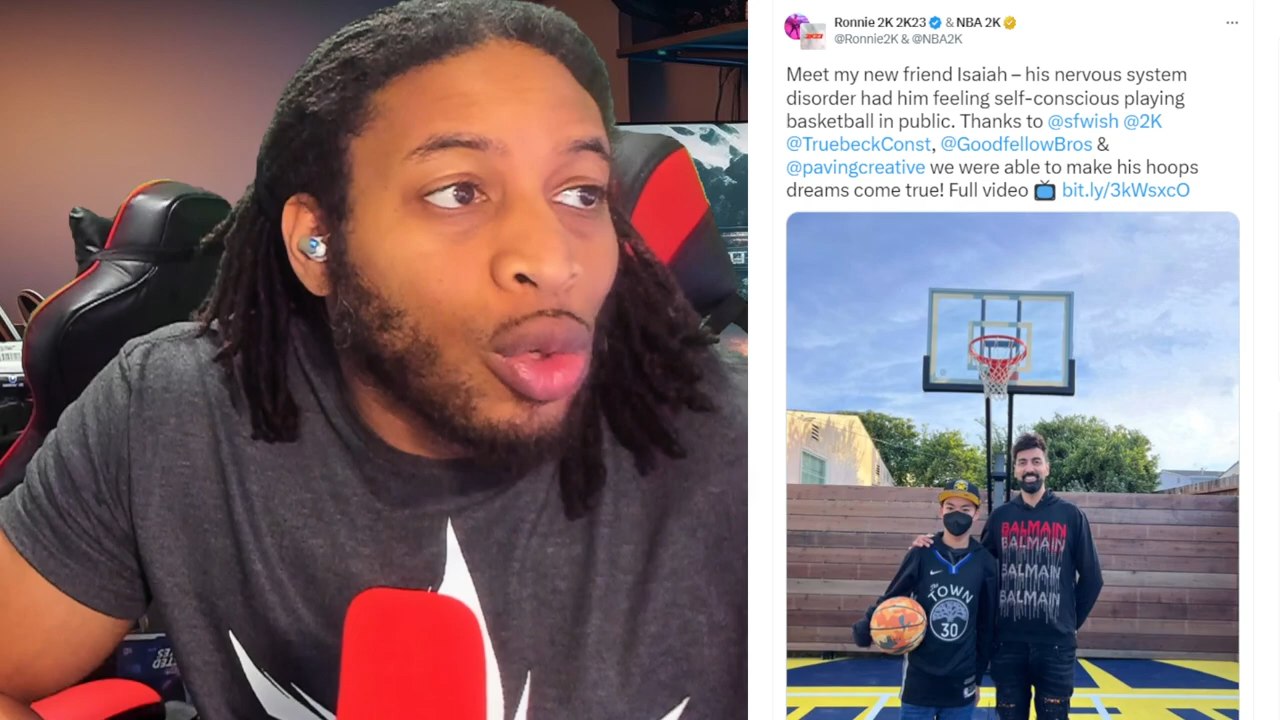 Ronnie 2K 2K23 & NBA 2K
@Ronnie2K & @NBA2K
Meet my new friend Isaiah – his nervous system
disorder had him feeling self-conscious playing
basketball in public. Thanks to @sfwish @2K
@TruebeckConst, @GoodfellowBros &
@pavingcreative we were able to make his hoops
dreams come true! Full video 📺 bit.ly/3kWsxcO
BALMAIN
BALMAIN
BALMAIN
BALMAIN
the
TOWN
30